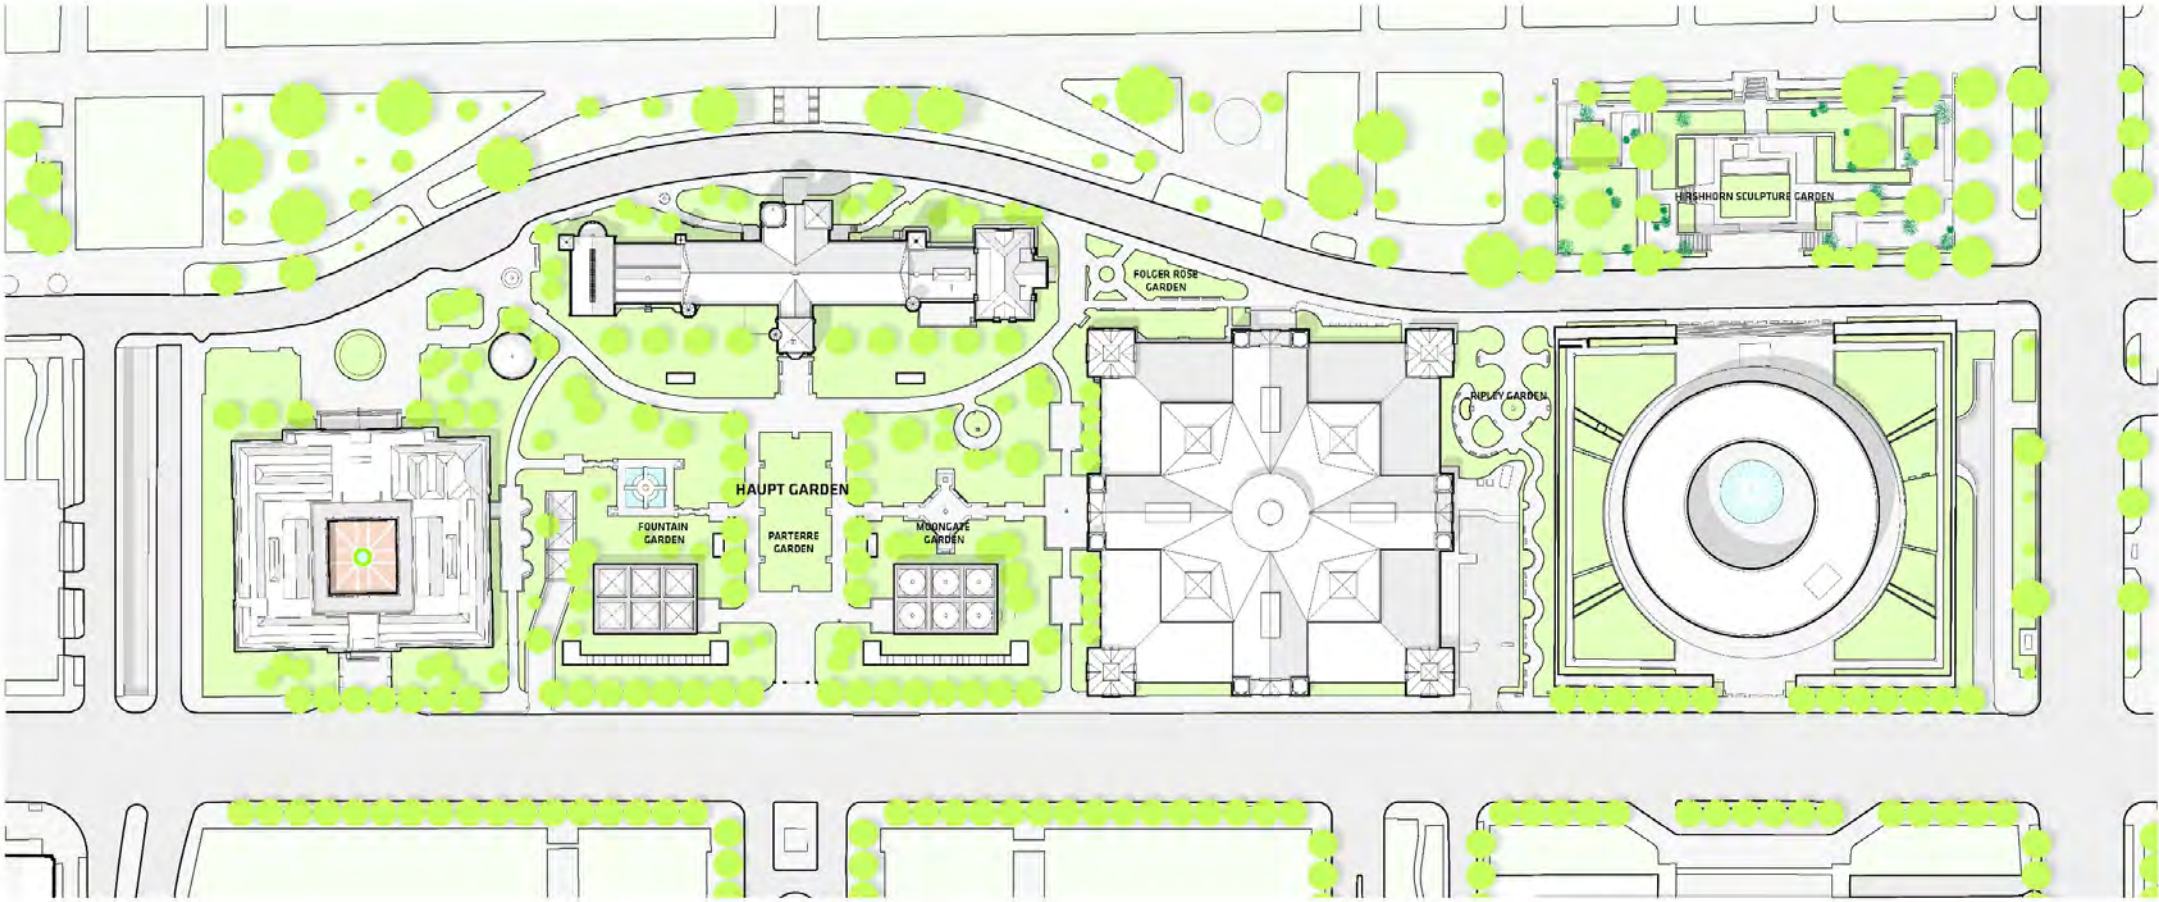 HIRSHHORN SCULPTURE GARDEN
FOLGER ROSE
GARDEN
RIPLEY GARDEN
HAUPT GARDEN
FOUNTAIN
GARDEN
PARTERRE
GARDEN
MOONGATE
GARDEN